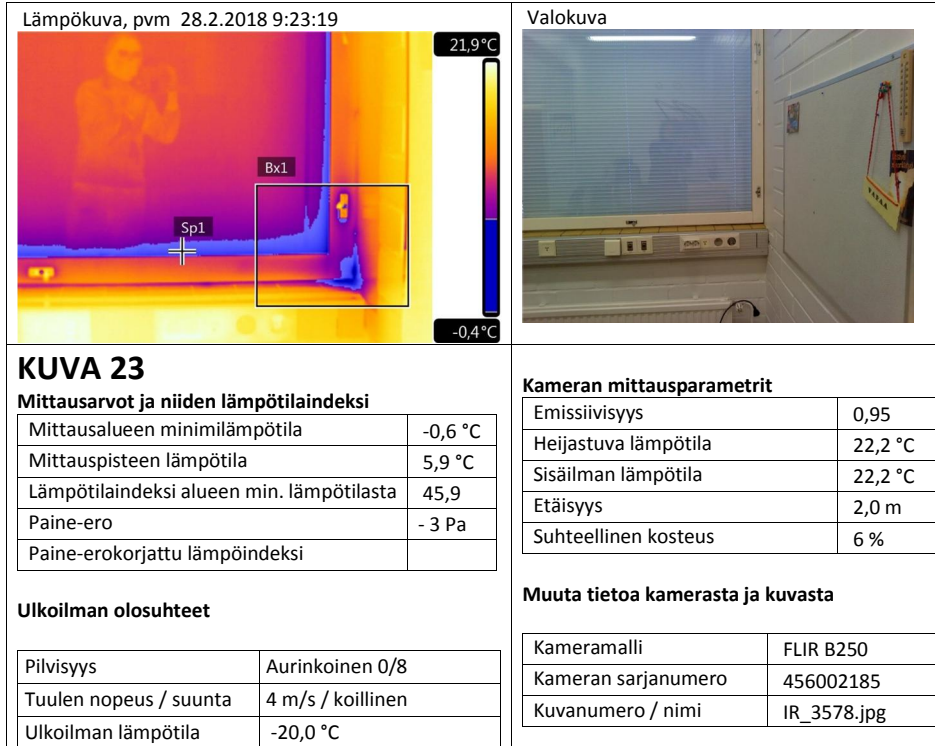 Lämpökuva, pvm 28.2.2018 9:23:19
21,9°C
Bx1
Sp1
-0,4°C
Valokuva
KUVA 23
Mittausarvot ja niiden lämpötilaindeksi
Mittausalueen minimilämpötila -0,6 °C
Mittauspisteen lämpötila 5,9 °C
Lämpötilaindeksi alueen min. lämpötilasta 45,9
Paine-ero - 3 Pa
Paine-erokorjattu lämpöindeksi
Ulkoilman olosuhteet
Pilvisyys Aurinkoinen 0/8
Tuulen nopeus / suunta 4 m/s / koillinen
Ulkoilman lämpötila -20,0 °C
Kameran mittausparametrit
Emissiivisyys 0,95
Heijastuva lämpötila 22,2 °C
Sisäilman lämpötila 22,2 °C
Etäisyys 2,0 m
Suhteellinen kosteus 6 %
Muuta tietoa kamerasta ja kuvasta
Kameramalli FLIR B250
Kameran sarjanumero 456002185
Kuvanumero / nimi IR_3578.jpg